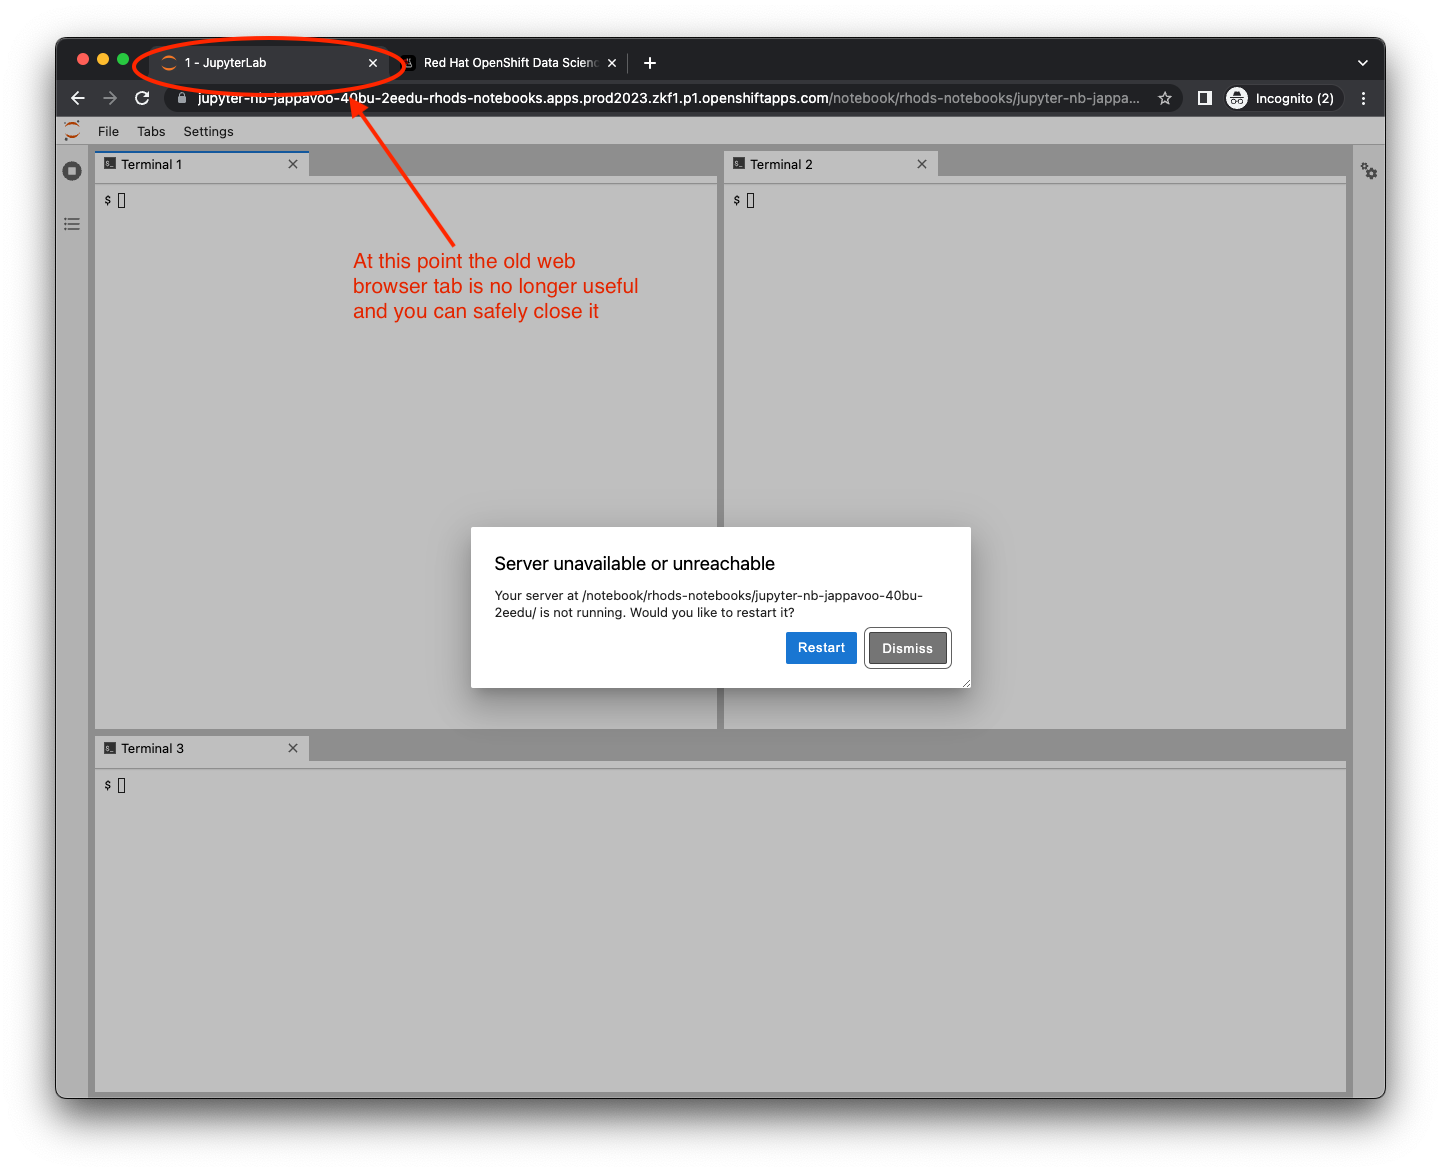 1 - JupyterLab
Red Hat OpenShift Data Scienc
jupyter-nb-jappavoo-40bu-2eedu-rhods-notebooks.apps.prod2023.zkf1.p1.openshiftapps.com/notebook/rhods-notebooks/jupyter-nb-jappa...
Incognito (2)
File Tabs Settings
Terminal 1
Terminal 2
$
$
At this point the old web
browser tab is no longer useful
and you can safely close it
Server unavailable or unreachable
Your server at /notebook/rhods-notebooks/jupyter-nb-jappavoo-40bu-
2eedu/ is not running. Would you like to restart it?
Restart
Dismiss
Terminal 3
$